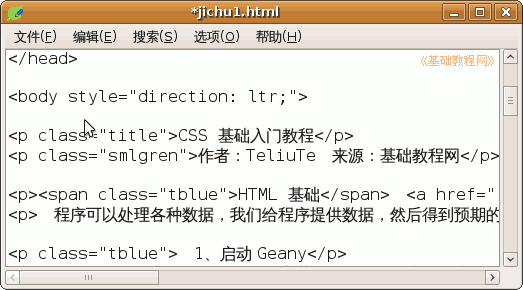 *jichu1.html
文件(F) 编辑(E) 搜索(S) 选项(O) 帮助(H)
</head>
《基础教程网》
<body style="direction: ltr;">
<p class="title">CSS 基础入门教程</p>
<p class="smlgren">作者：TeliuTe 来源：基础教程网</p>
<p><span class="tblue">HTML 基础</span> <a href="
<p> 程序可以处理各种数据，我们给程序提供数据，然后得到预期的
<p class="tblue"> 1、启动 Geany</p>